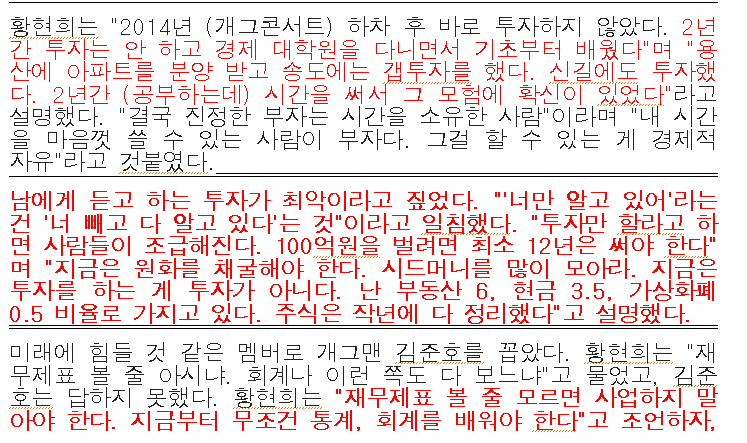 황현희는 "2014년 (개그콘서트) 하차 후 바로 투자하지 않았다. 2년
간 투자는 안 하고 경제 대학원을 다니면서 기초부터 배웠다"며 "용
산에 아파트를 분양 받고 송도에는 갭투자를 했다. 신길에도 투자했
다. 2년간 (공부하는데) 시간을 써서 그 모험에 확신이 있었다"라고
설명했다. "결국 진정한 부자는 시간을 소유한 사람"이라며 "내 시간
을 마음껏 쓸 수 있는 사람이 부자다. 그걸 할 수 있는 게 경제적
자유"라고 것붙였다.
남에게 듣고 하는 투자가 최악이라고 짚었다. "'너만 알고 있어'라는
건 '너 빼고 다 알고 있다'는 것"이라고 일침했다. "투자만 할라고 하
면 사람들이 조급해진다. 100억원을 벌려면 최소 12년은 써야 한다"
며 "지금은 원화를 채굴해야 한다. 시드머니를 많이 모아라. 지금은
투자를 하는 게 투자가 아니다. 난 부동산 6, 현금 3.5, 가상화폐
0.5 비율로 가지고 있다. 주식은 작년에 다 정리했다"고 설명했다.
미래에 힘들 것 같은 멤버로 개그맨 김준호를 꼽았다. 황현희는 "재
무제표 볼 줄 아시냐. 회계나 이런 쪽도 다 보느냐"고 물었고, 김준
호는 답하지 못했다. 황현희는 "재무제표 볼 줄 모르면 사업하지 말
아야 한다. 지금부터 무조건 통계, 회계를 배워야 한다"고 조언하자,